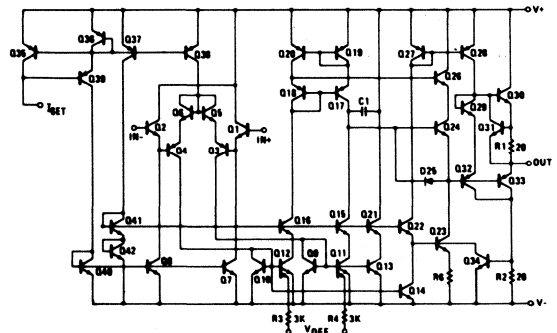 V+
Q36 Q37
Q35 Q38 Q20 Q19 Q27 Q28
Q39 Q26
Q18 Q17 Q30
Q29
ISET Q6 Q5 C1
Q2 Q1 Q24 Q31
IN- IN+ R1 20
Q4 Q3 OUT
D25 Q32 Q33
Q41 Q16 Q15 Q21 Q22
Q42 Q23
Q12 Q9 Q11 Q34
Q40 Q8 Q7 Q10 Q13 R6 R2 20
Q14
V-
R3 3K R4 3K
VOFF